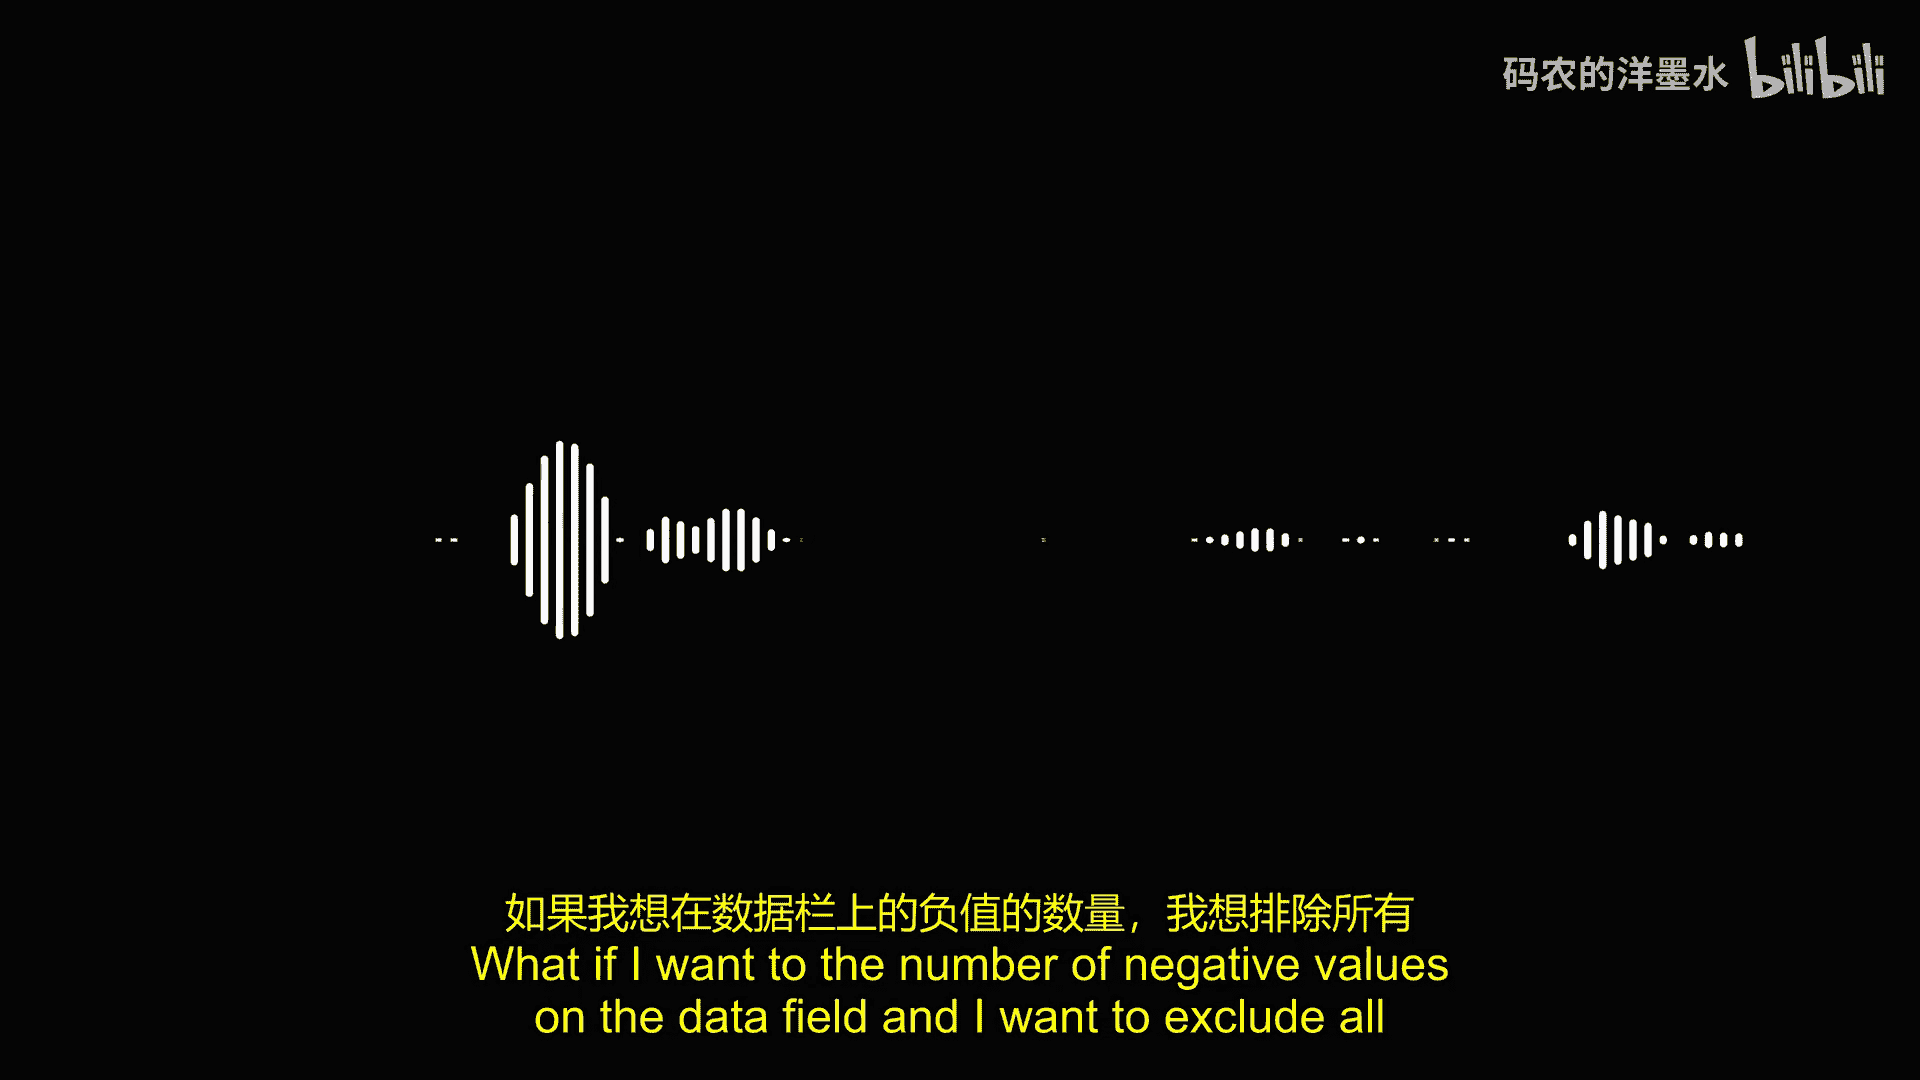 码农的洋墨水 bilibili
如果我想在数据栏上的负值的数量，我想排除所有
What if I want to the number of negative values
on the data field and I want to exclude all